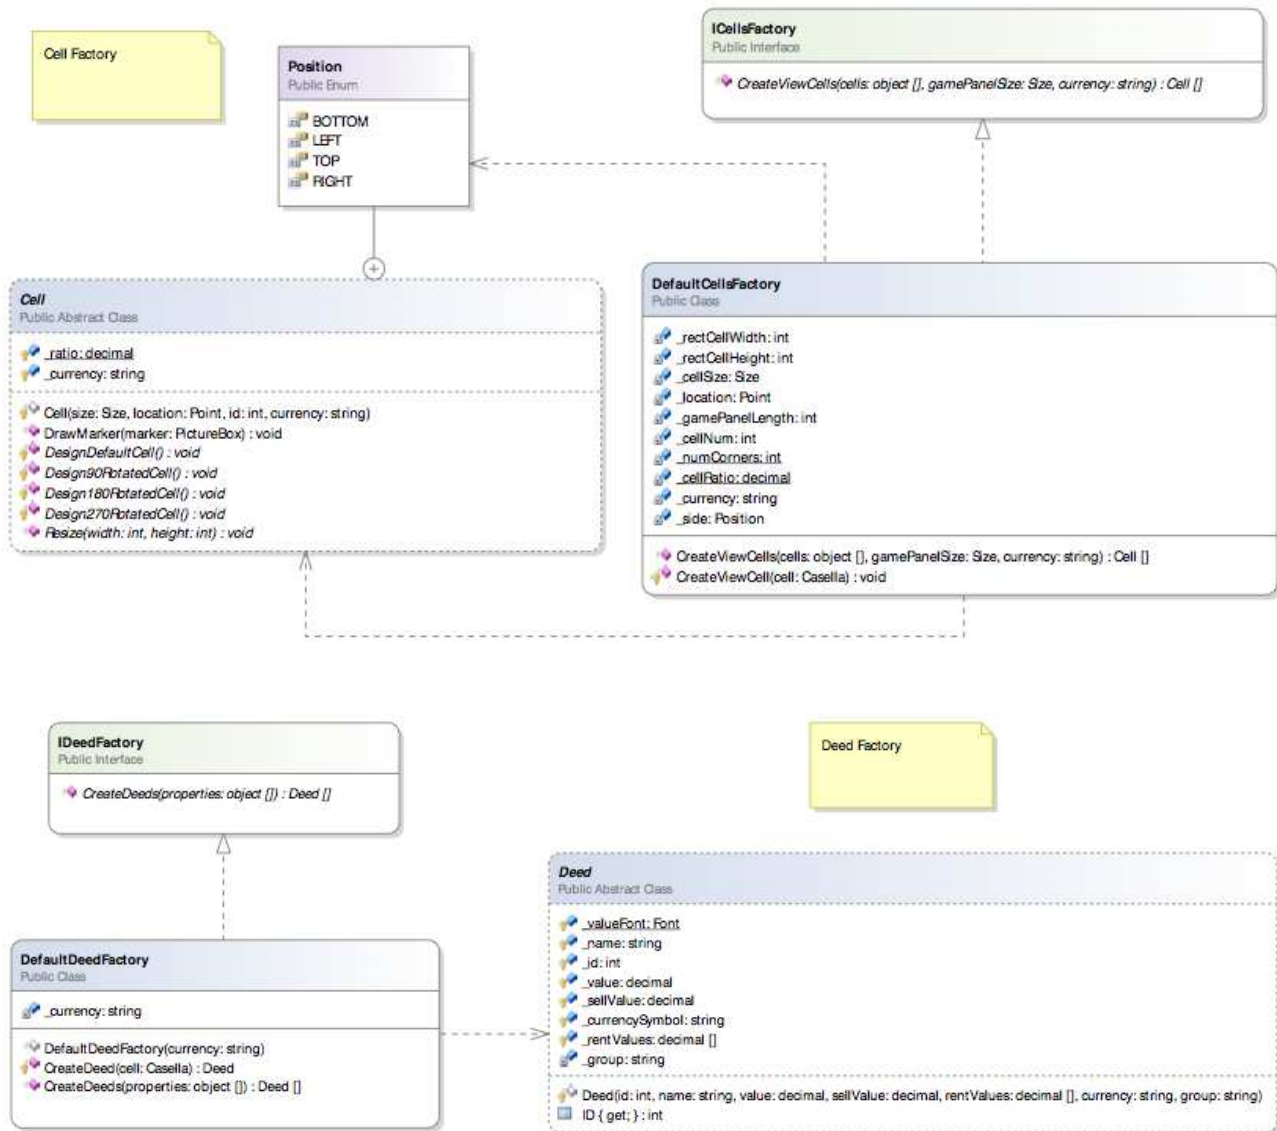 Cell Factory
Position
Public Enum
BOTTOM
LEFT
TOP
RIGHT
ICellsFactory
Public Interface
CreateViewCells(cells: object [], gamePanelSize: Size, currency: string) : Cell []
Cell
Public Abstract Class
_ratio: decimal
_currency: string
Cell(size: Size, location: Point, id: int, currency: string)
DrawMarker(marker: PictureBox) : void
DesignDefaultCell() : void
Design90RotatedCell() : void
Design180RotatedCell() : void
Design270RotatedCell() : void
Resize(width: int, height: int) : void
DefaultCellsFactory
Public Class
_rectCellWidth: int
_rectCellHeight: int
_cellSize: Size
_location: Point
_gamePanelLength: int
_cellNum: int
_numCorners: int
_cellRatio: decimal
_currency: string
_side: Position
CreateViewCells(cells: object [], gamePanelSize: Size, currency: string) : Cell []
CreateViewCell(cell: Casella) : void
IDeedFactory
Public Interface
CreateDeeds(properties: object []) : Deed []
Deed Factory
DefaultDeedFactory
Public Class
_currency: string
DefaultDeedFactory(currency: string)
CreateDeed(cell: Casella) : Deed
CreateDeeds(properties: object []) : Deed []
Deed
Public Abstract Class
_valueFont: Font
_name: string
_id: int
_value: decimal
_sellValue: decimal
_currencySymbol: string
_rentValues: decimal []
_group: string
Deed(id: int, name: string, value: decimal, sellValue: decimal, rentValues: decimal [], currency: string, group: string)
ID { get; } : int